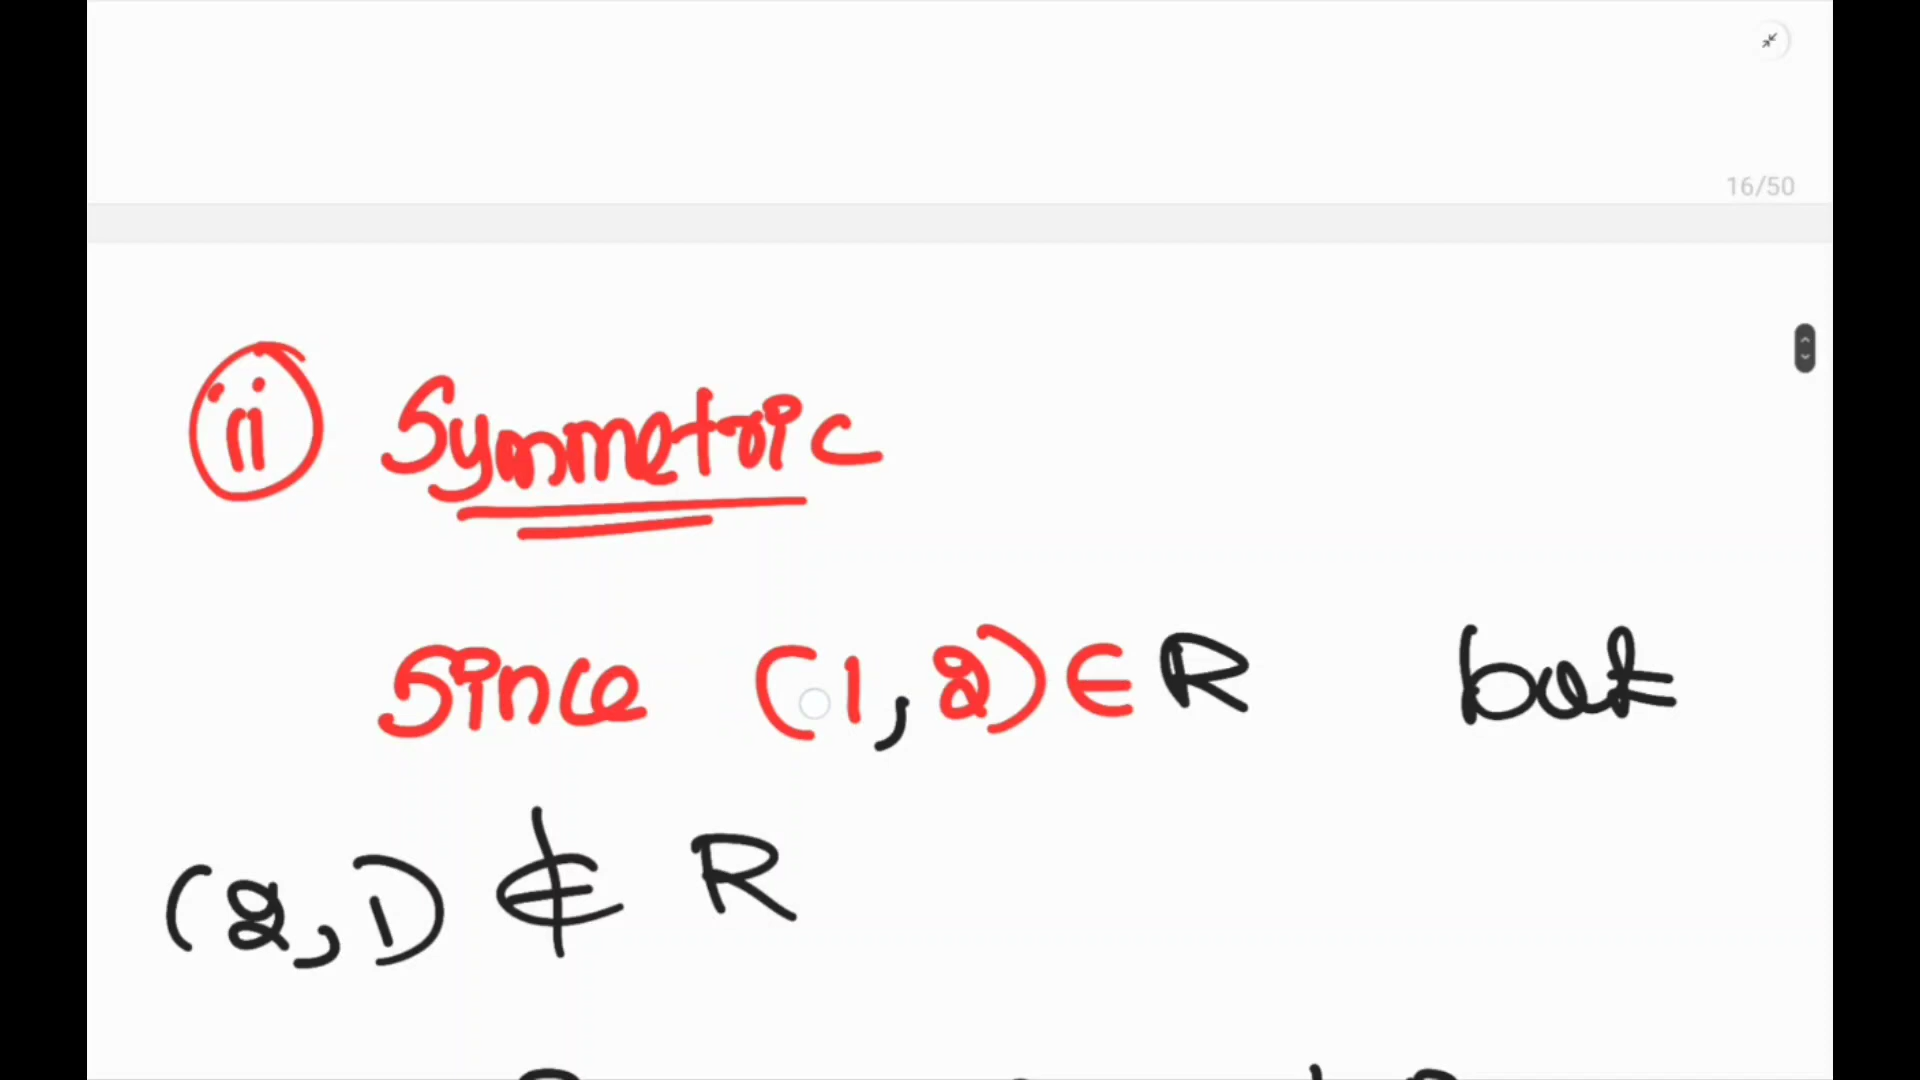 16/50
(ii) Symmetric
Since (1, 2) ∈ R but
(2, 1) ∉ R